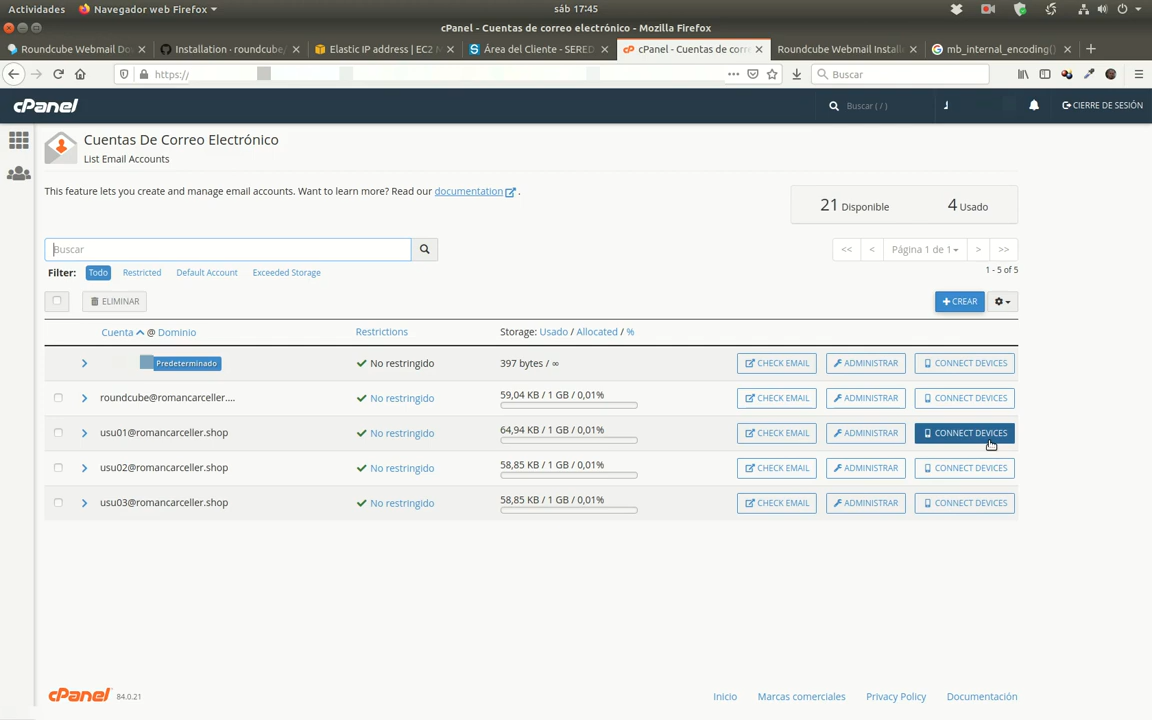 Actividades Navegador web Firefox sáb 17:45
cPanel - Cuentas de correo electrónico - Mozilla Firefox
Roundcube Webmail Do Installation · roundcube/ Elastic IP address | EC2 M Área del Cliente - SERED cPanel - Cuentas de corre Roundcube Webmail Install mb_internal_encoding()
https:// Buscar
cPanel Buscar ( / ) CIERRE DE SESIÓN
Cuentas De Correo Electrónico
List Email Accounts
This feature lets you create and manage email accounts. Want to learn more? Read our documentation .
21 Disponible 4 Usado
Buscar << < Página 1 de 1 > >>
Filter: Todo Restricted Default Account Exceeded Storage 1 - 5 of 5
ELIMINAR + CREAR
Cuenta @ Dominio Restrictions Storage: Usado / Allocated / %
Predeterminado No restringido 397 bytes / ∞ CHECK EMAIL ADMINISTRAR CONNECT DEVICES
roundcube@romancarceller.... No restringido 59,04 KB / 1 GB / 0,01% CHECK EMAIL ADMINISTRAR CONNECT DEVICES
usu01@romancarceller.shop No restringido 64,94 KB / 1 GB / 0,01% CHECK EMAIL ADMINISTRAR CONNECT DEVICES
usu02@romancarceller.shop No restringido 58,85 KB / 1 GB / 0,01% CHECK EMAIL ADMINISTRAR CONNECT DEVICES
usu03@romancarceller.shop No restringido 58,85 KB / 1 GB / 0,01% CHECK EMAIL ADMINISTRAR CONNECT DEVICES
cPanel 84.0.21 Inicio Marcas comerciales Privacy Policy Documentación